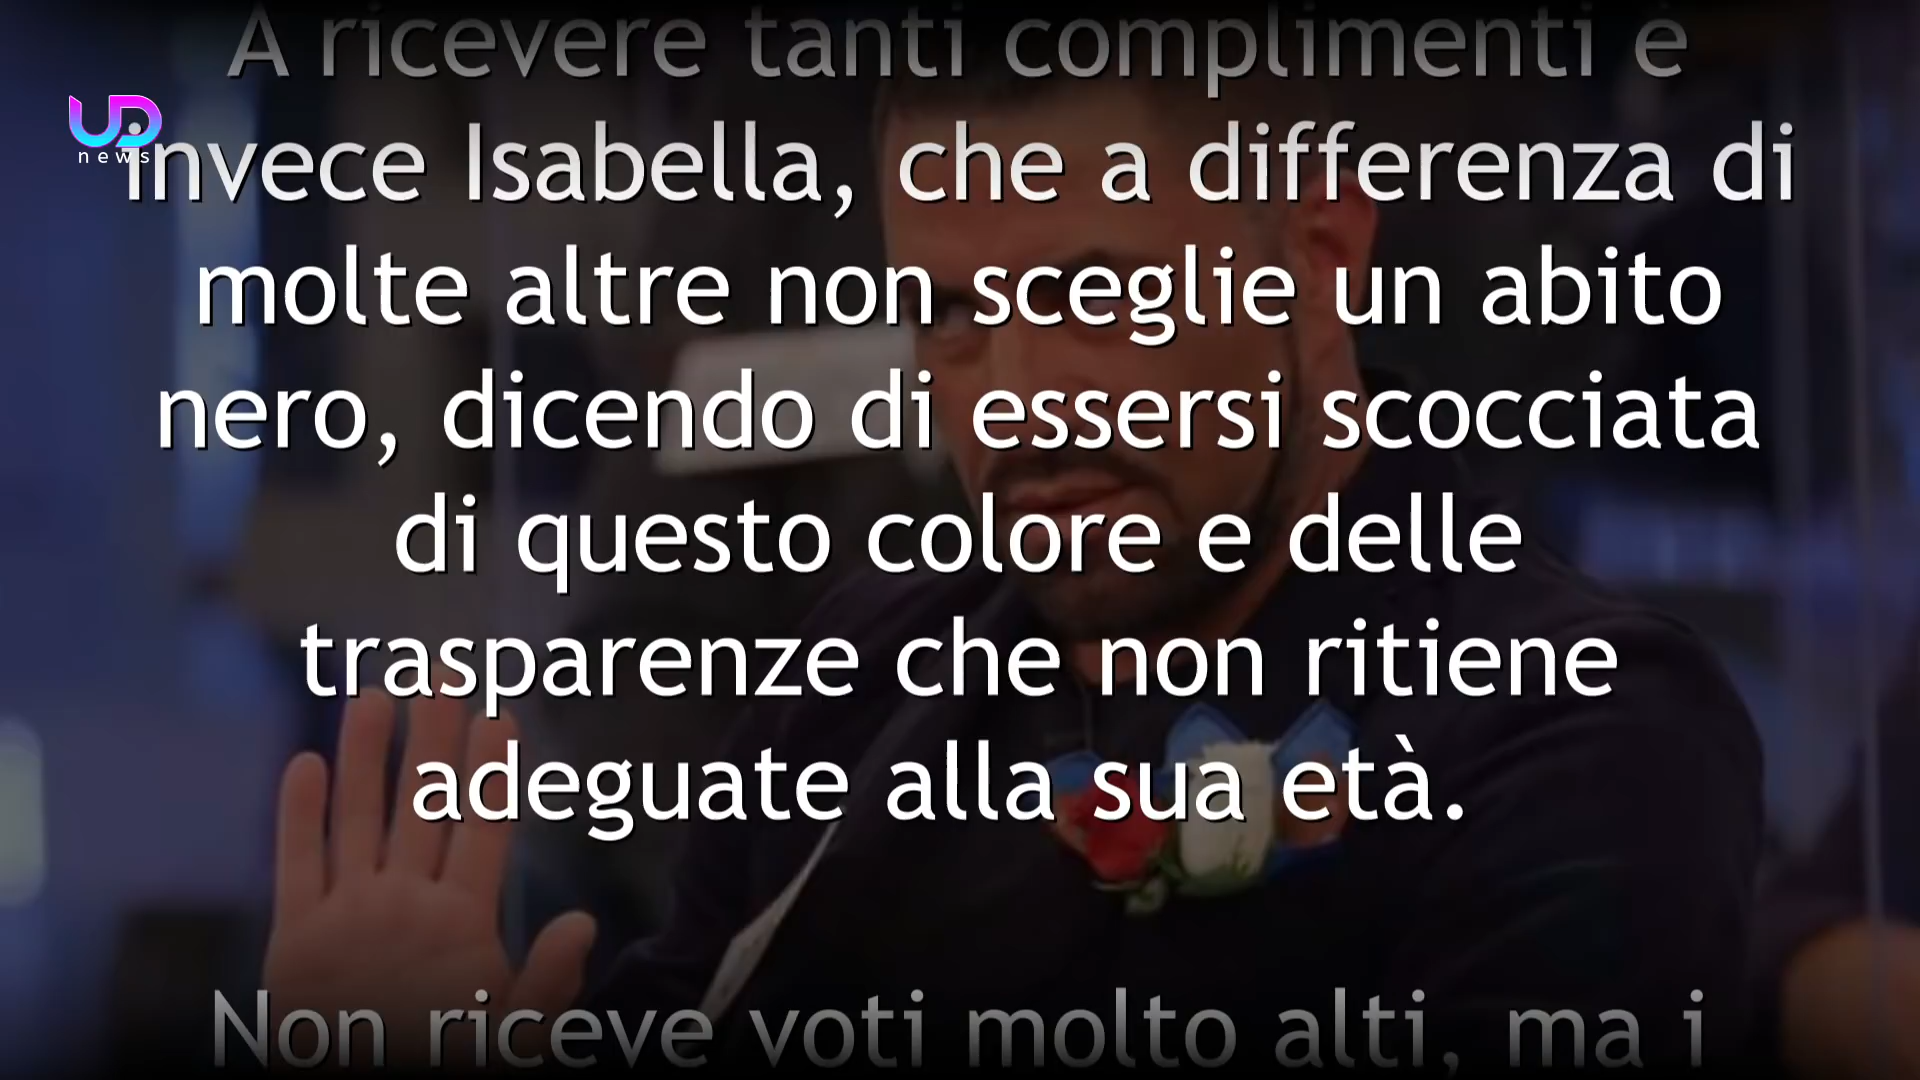 A ricevere tanti complimenti è
UD
news
invece Isabella, che a differenza di
molte altre non sceglie un abito
nero, dicendo di essersi scocciata
di questo colore e delle
trasparenze che non ritiene
adeguate alla sua età.
Non riceve voti molto alti, ma i